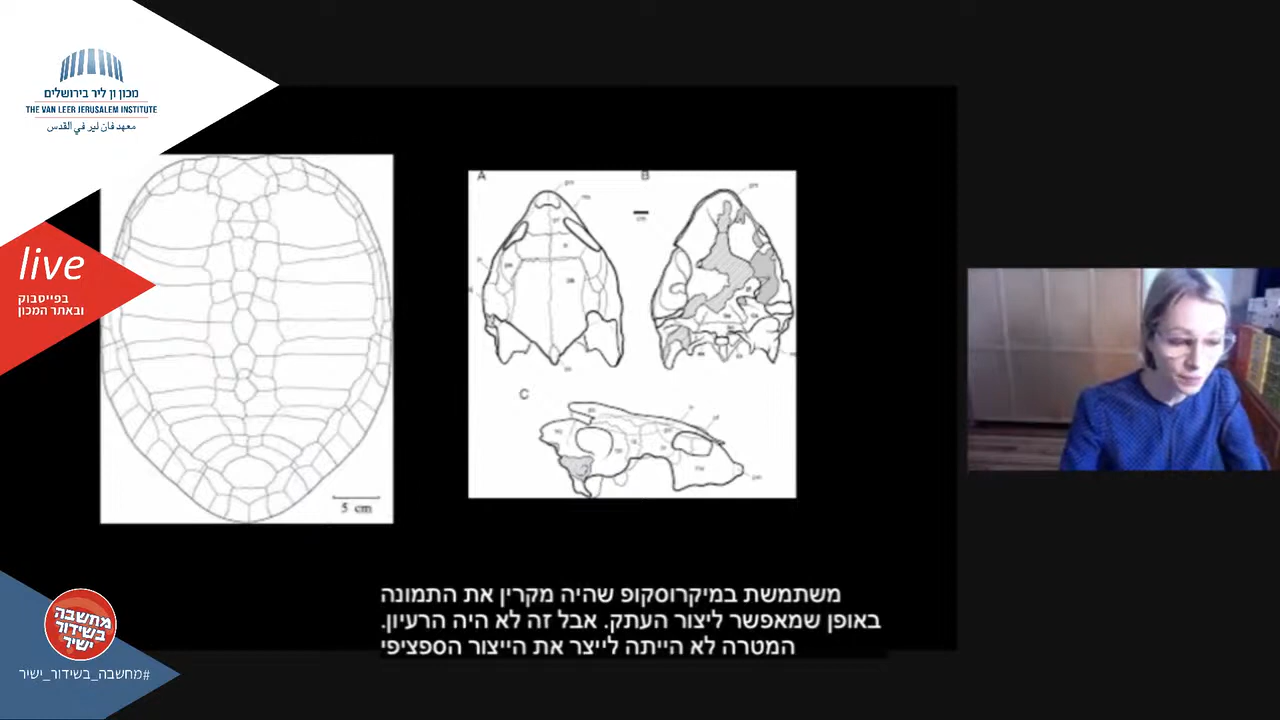 מכון ון ליר בירושלים
THE VAN LEER JERUSALEM INSTITUTE
معهد فان لير في القدس
live
בפייסבוק
ובאתר המכון
A
B
cm
C
5 cm
משתמשת במיקרוסקופ שהיה מקרין את התמונה
באופן שמאפשר ליצור העתק. אבל זה לא היה הרעיון.
המטרה לא הייתה לייצר את הייצור הספציפי
מחשבה
בשידור
ישיר
#מחשבה_בשידור_ישיר